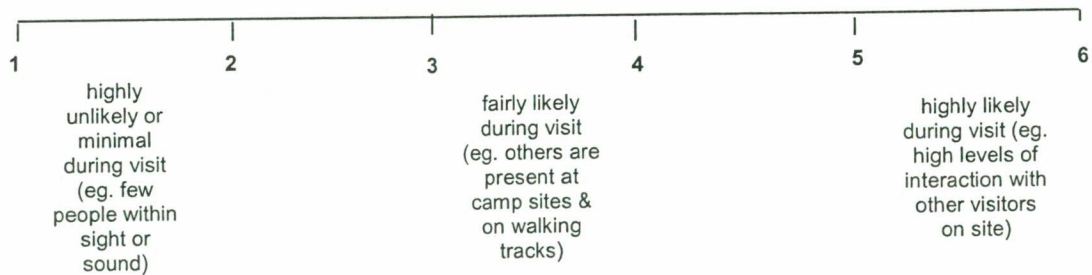 1 2 3 4 5 6
highly
unlikely or
minimal
during visit
(eg. few
people within
sight or
sound)
fairly likely
during visit
(eg. others are
present at
camp sites &
on walking
tracks)
highly likely
during visit (eg.
high levels of
interaction with
other visitors
on site)